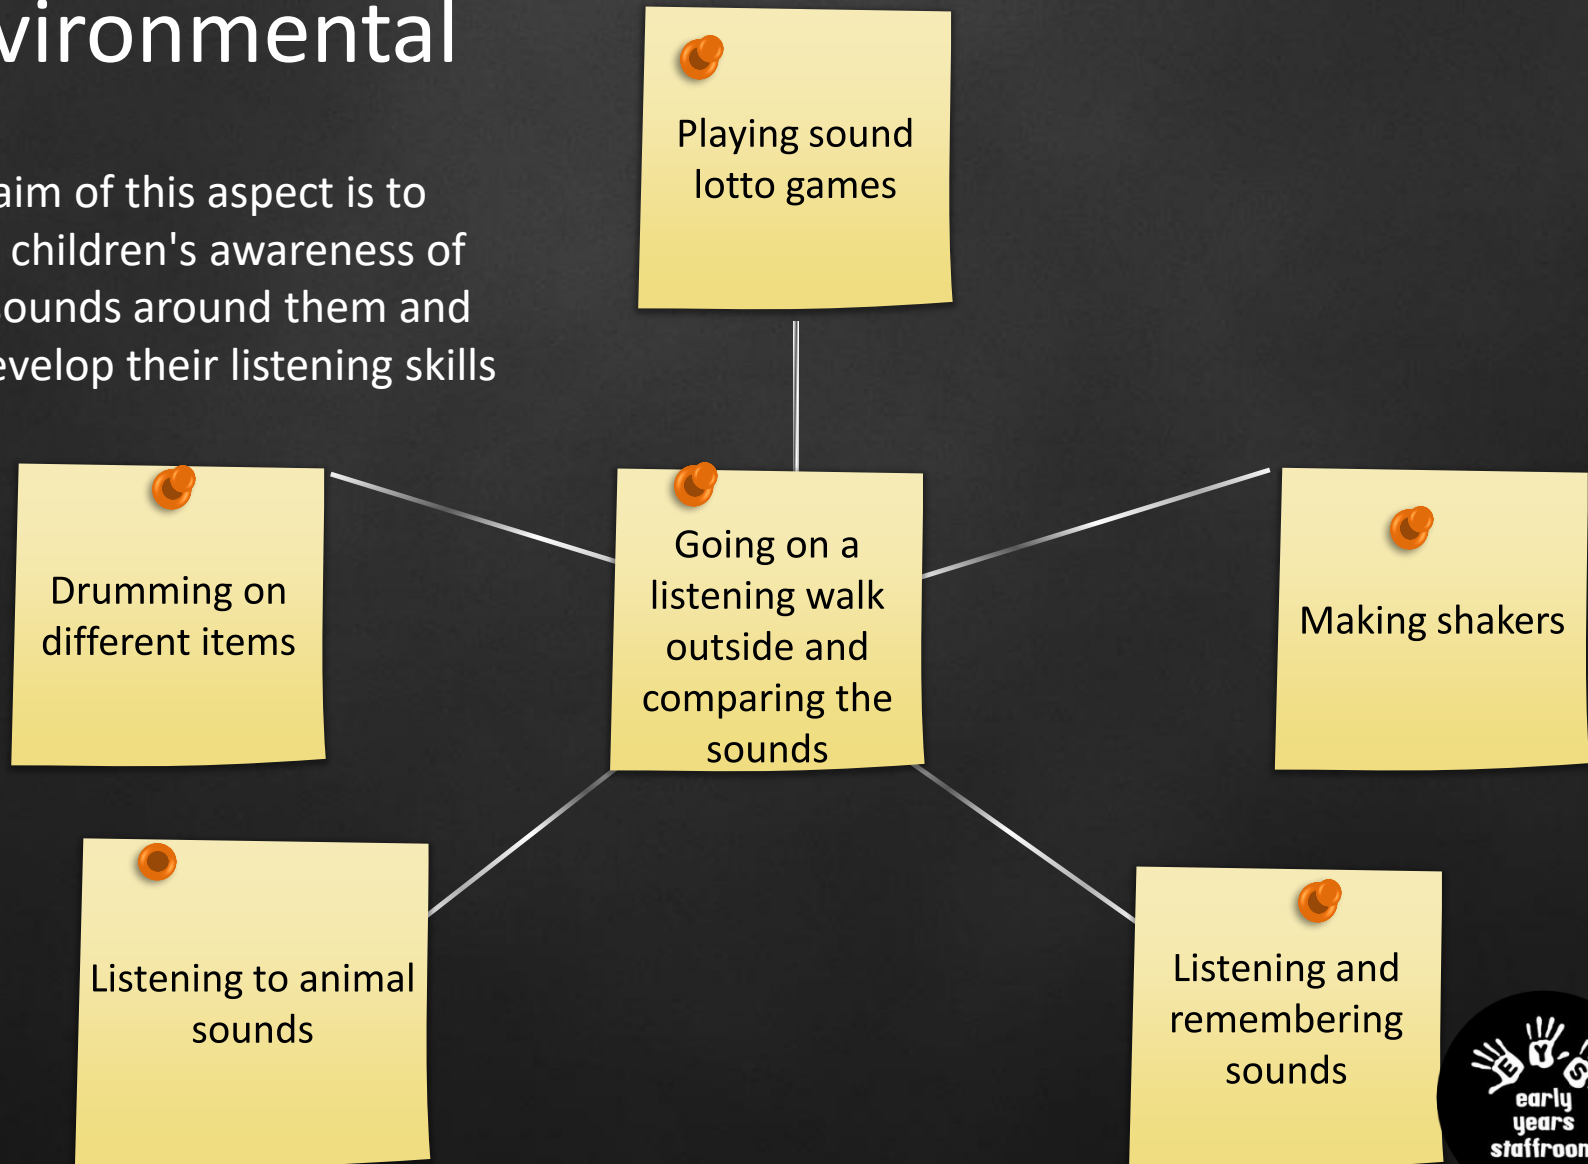 vironmental
aim of this aspect is to
children's awareness of
ounds around them and
evelop their listening skills
Playing sound
lotto games
Drumming on
different items
Going on a
listening walk
outside and
comparing the
sounds
Making shakers
Listening to animal
sounds
Listening and
remembering
sounds
EYS
early
years
staffroom